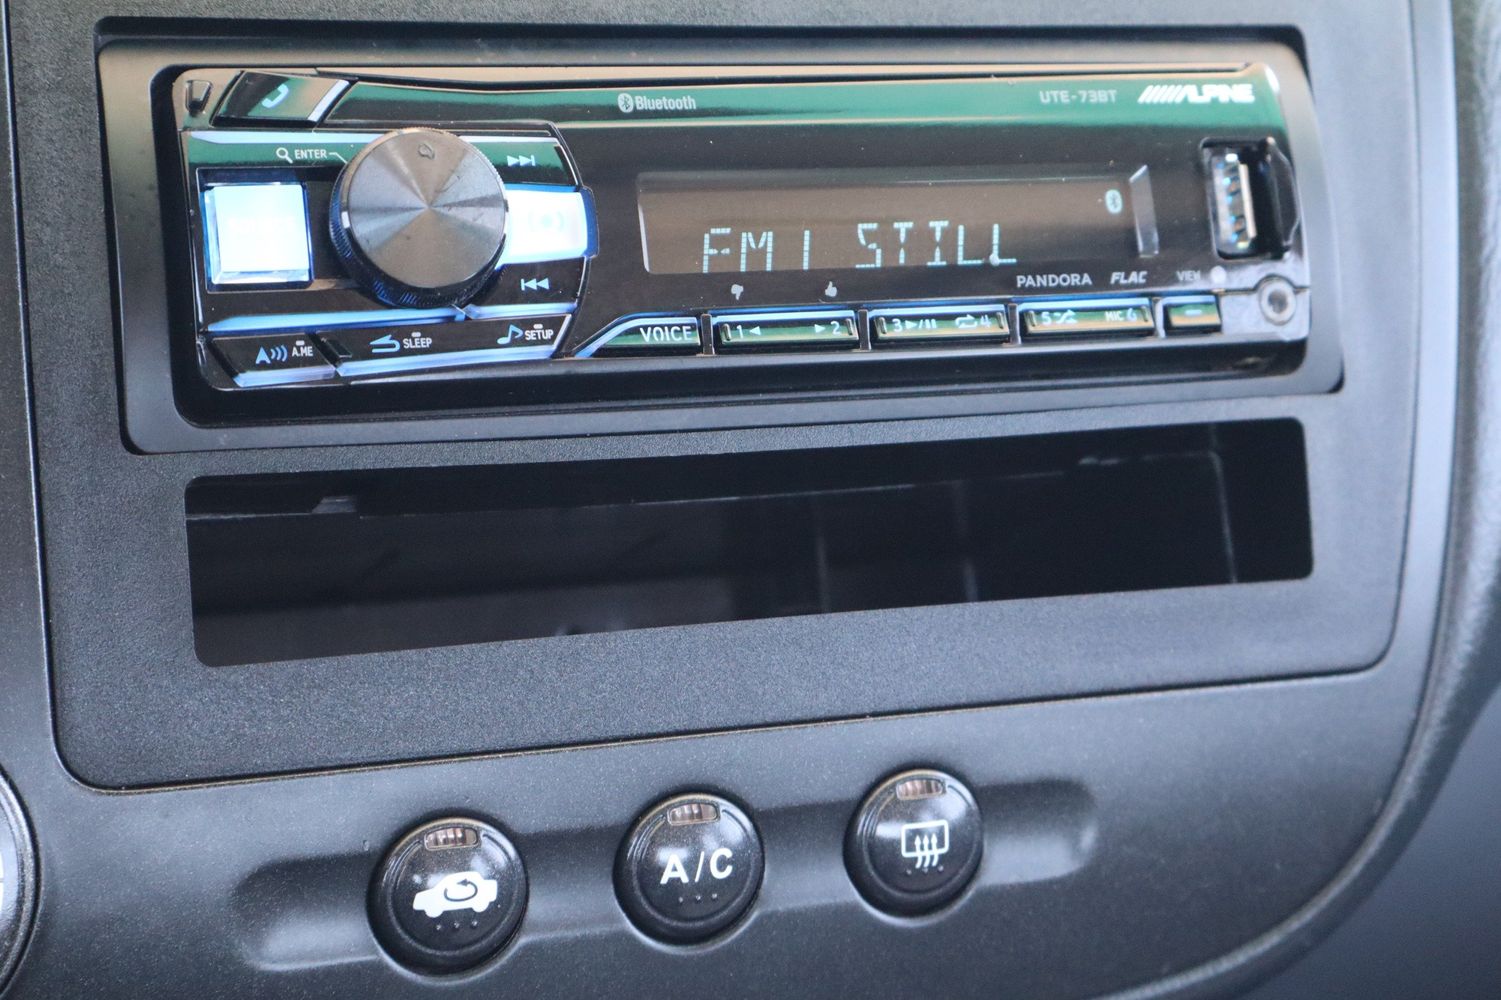 Bluetooth
UTE-73BT
ALPINE
ENTER
FM1 STILL
PANDORA FLAC VIEW
A.ME
SLEEP
SETUP
VOICE
1 2
3 4
5 MIC 6
A/C